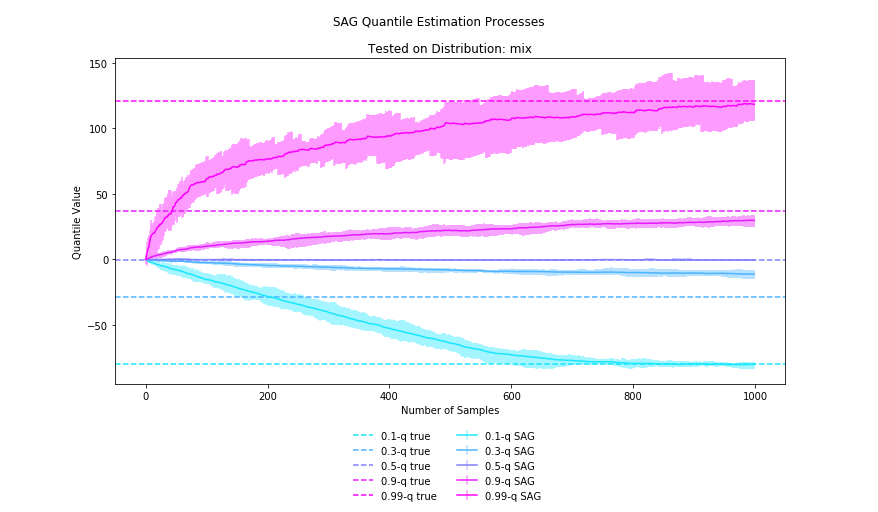 SAG Quantile Estimation Processes
Tested on Distribution: mix
150
100
50
0
−50
Quantile Value
0
200
400
600
800
1000
Number of Samples
0.1-q true
0.3-q true
0.5-q true
0.9-q true
0.99-q true
0.1-q SAG
0.3-q SAG
0.5-q SAG
0.9-q SAG
0.99-q SAG